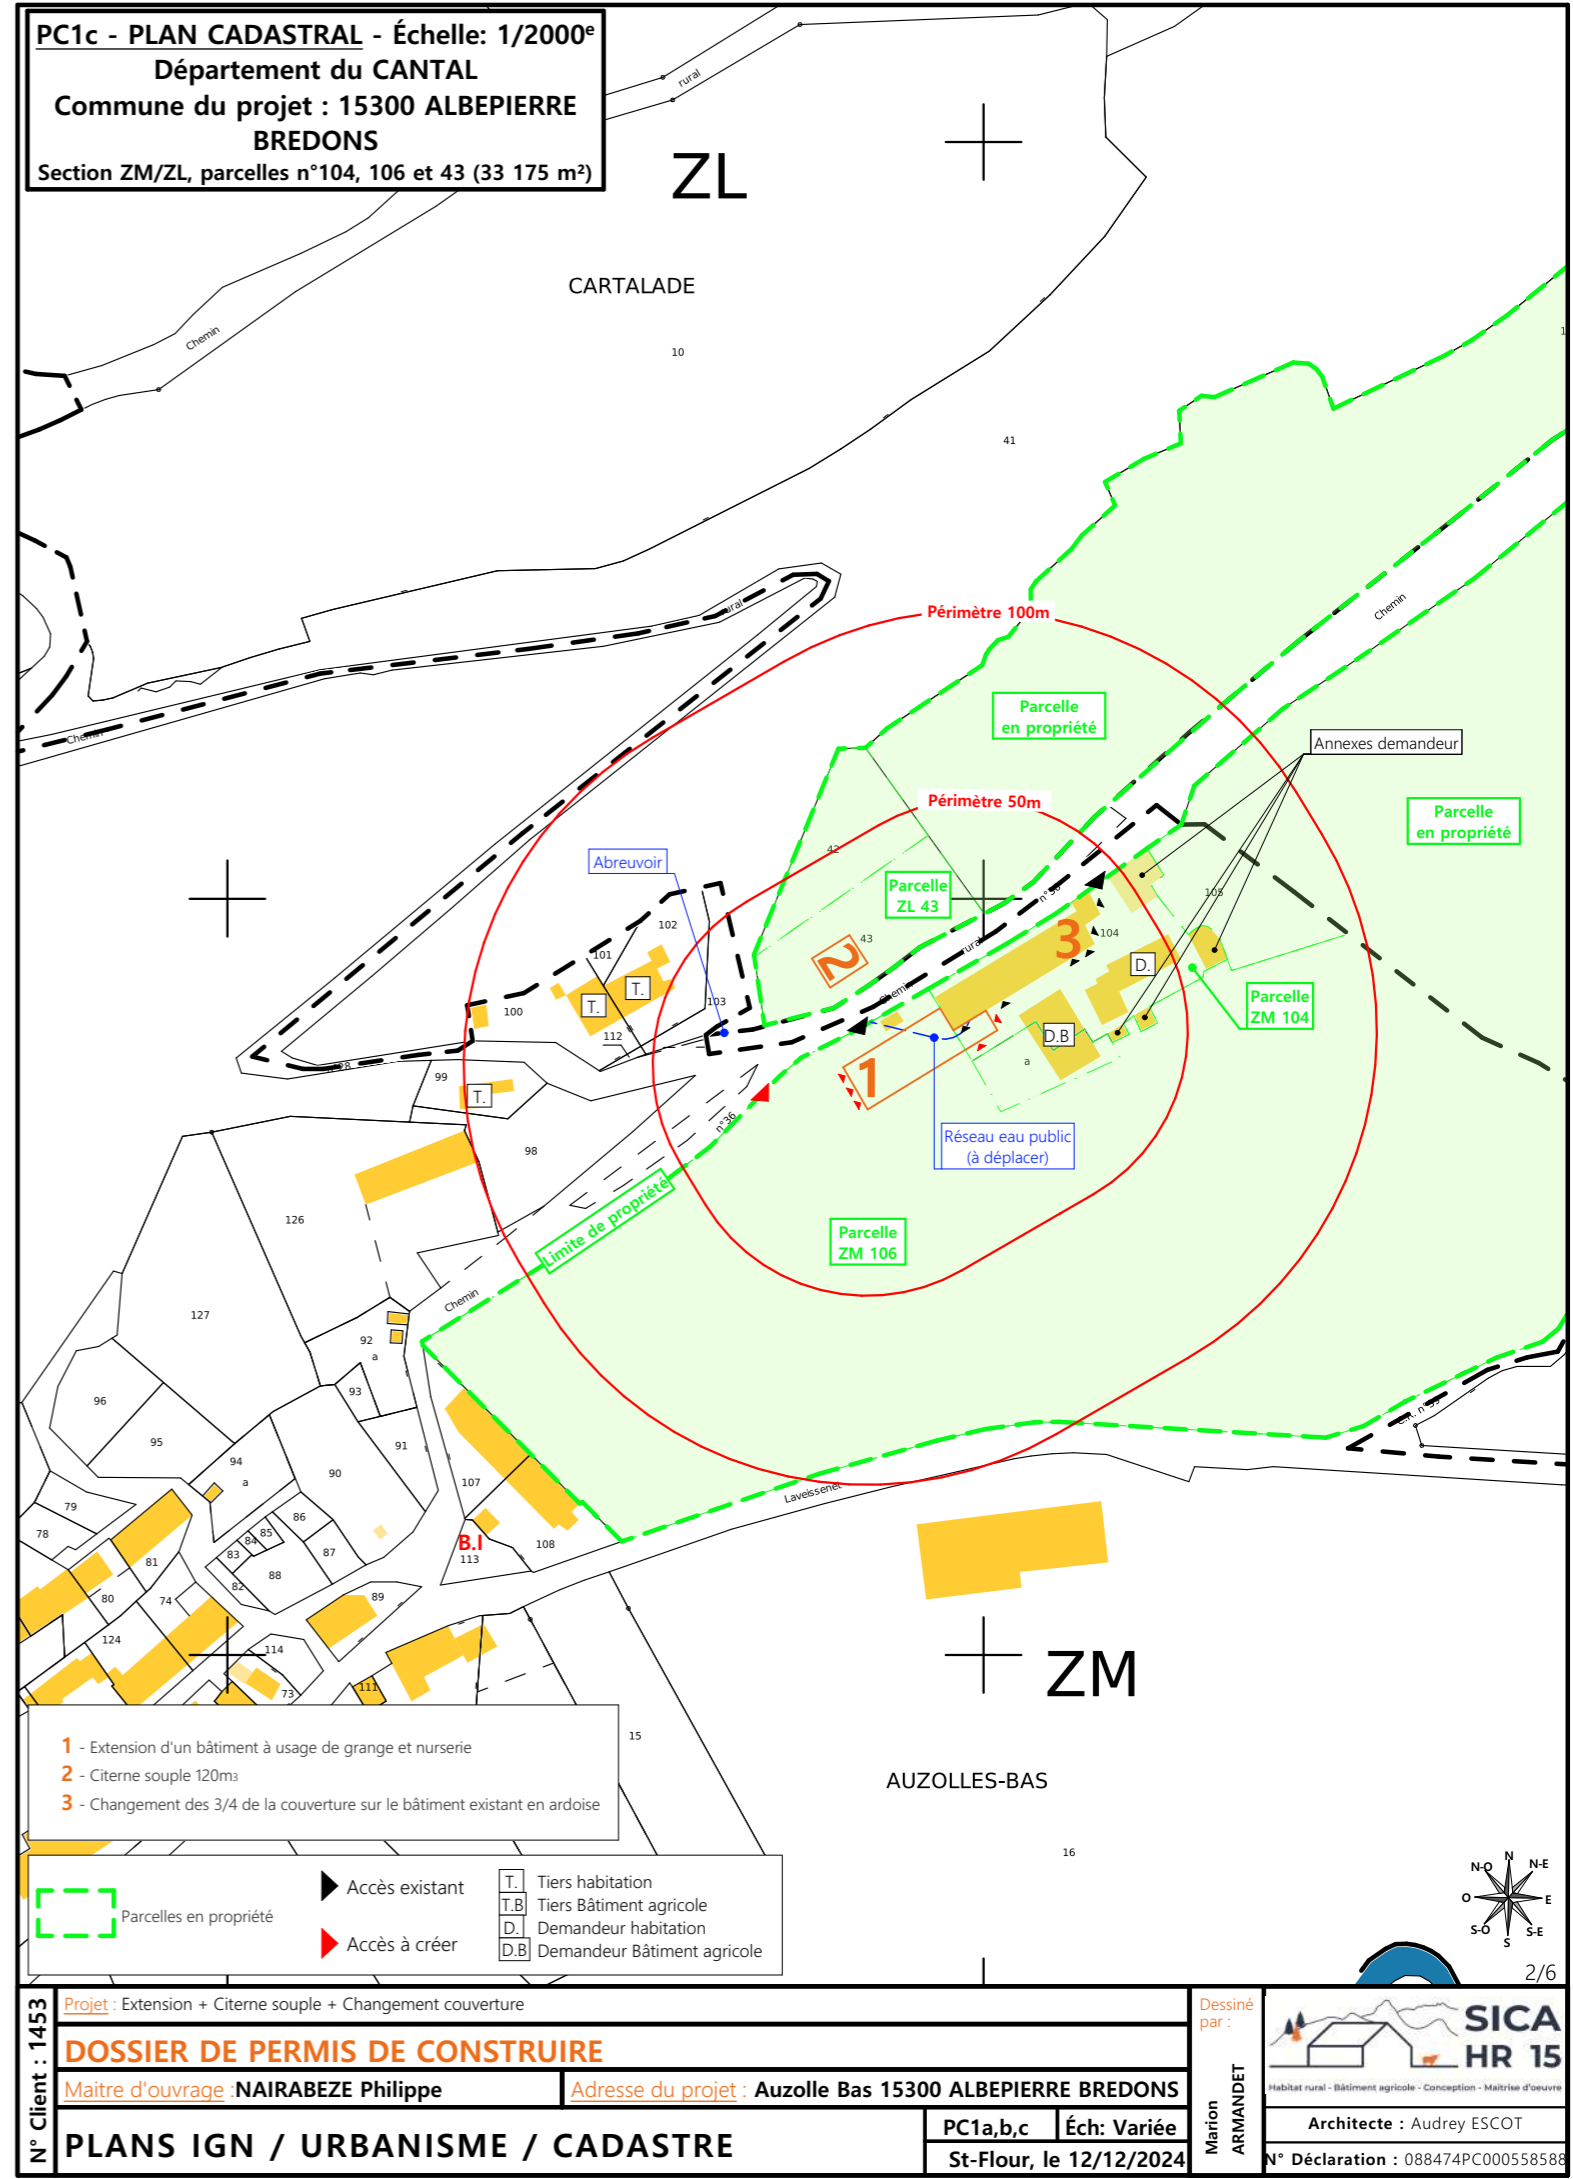 PC1c - PLAN CADASTRAL - Échelle: 1/2000e
Département du CANTAL
Commune du projet : 15300 ALBEPIERRE
BREDONS
Section ZM/ZL, parcelles n°104, 106 et 43 (33 175 m²)
rural
ZL
CARTALADE
Chemin
10
41
1
Chemin
rural
Périmètre 100m
Chemin
Parcelle
en propriété
Annexes demandeur
Périmètre 50m
Parcelle
en propriété
42
Abreuvoir
Parcelle
ZL 43
n°36
105
102
43
2
3
104
101
rural
D.
T.
T.
Chemin
103
100
Parcelle
ZM 104
112
D.B
a
99
1
T.
n°36
98
Réseau eau public
(à déplacer)
Limite de propriété
126
Parcelle
ZM 106
Chemin
127
92
a
93
96
95
91
94
a
90
107
C.R. n°39
Laveissenet
79
86
78
85
84
83
87
B.I
108
113
81
88
82
80
74
89
124
114
ZM
73
111
15
1 - Extension d'un bâtiment à usage de grange et nurserie
2 - Citerne souple 120m3
3 - Changement des 3/4 de la couverture sur le bâtiment existant en ardoise
AUZOLLES-BAS
16
N
N-O
N-E
O
E
S-O
S-E
S
Parcelles en propriété
Accès existant
Accès à créer
T. Tiers habitation
T.B Tiers Bâtiment agricole
D. Demandeur habitation
D.B Demandeur Bâtiment agricole
2/6
N° Client : 1453
Projet : Extension + Citerne souple + Changement couverture
DOSSIER DE PERMIS DE CONSTRUIRE
Maitre d'ouvrage :NAIRABEZE Philippe
Adresse du projet : Auzolle Bas 15300 ALBEPIERRE BREDONS
PLANS IGN / URBANISME / CADASTRE
PC1a,b,c
Éch: Variée
St-Flour, le 12/12/2024
Dessiné
par :
Marion
ARMANDET
SICA
HR 15
Habitat rural - Bâtiment agricole - Conception - Maîtrise d'oeuvre
Architecte : Audrey ESCOT
N° Déclaration : 088474PC000558588